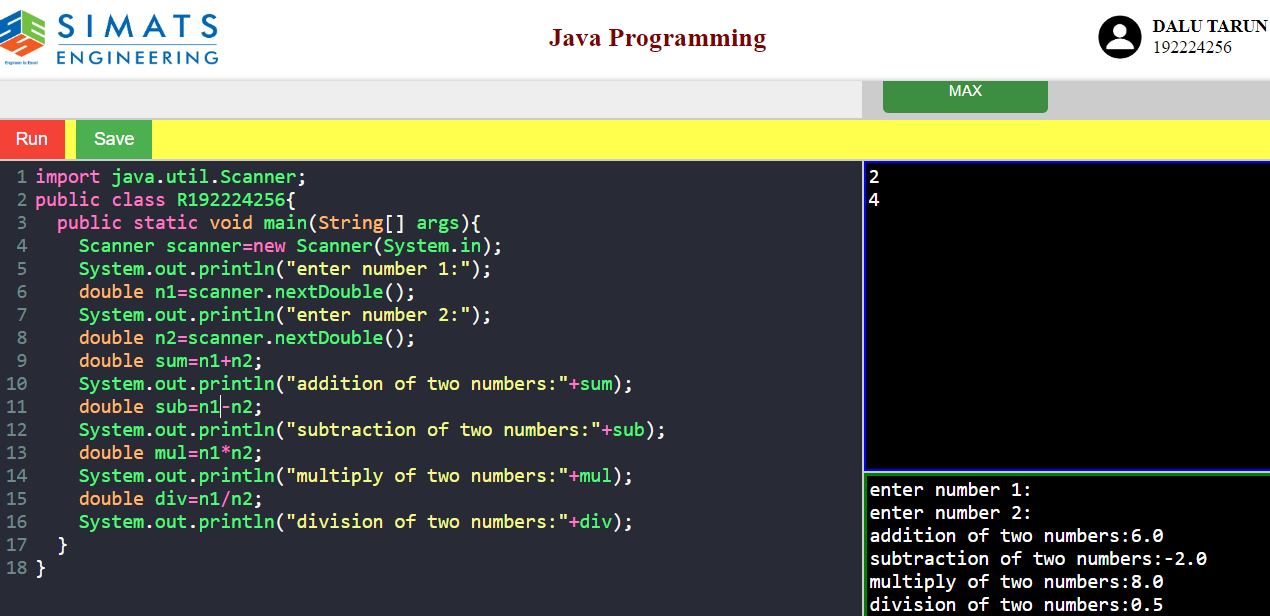 SIMATS
ENGINEERING
Engineer to Excel
Java Programming
DALU TARUN
192224256
MAX
Run
Save
1 import java.util.Scanner;
2 public class R192224256{
3   public static void main(String[] args){
4     Scanner scanner=new Scanner(System.in);
5     System.out.println("enter number 1:");
6     double n1=scanner.nextDouble();
7     System.out.println("enter number 2:");
8     double n2=scanner.nextDouble();
9     double sum=n1+n2;
10     System.out.println("addition of two numbers:"+sum);
11     double sub=n1-n2;
12     System.out.println("subtraction of two numbers:"+sub);
13     double mul=n1*n2;
14     System.out.println("multiply of two numbers:"+mul);
15     double div=n1/n2;
16     System.out.println("division of two numbers:"+div);
17   }
18 }
2
4
enter number 1:
enter number 2:
addition of two numbers:6.0
subtraction of two numbers:-2.0
multiply of two numbers:8.0
division of two numbers:0.5